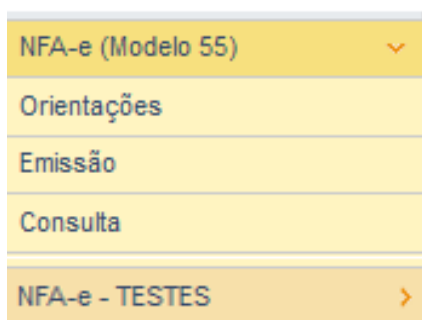 NFA-e (Modelo 55)
Orientações
Emissão
Consulta
NFA-e - TESTES